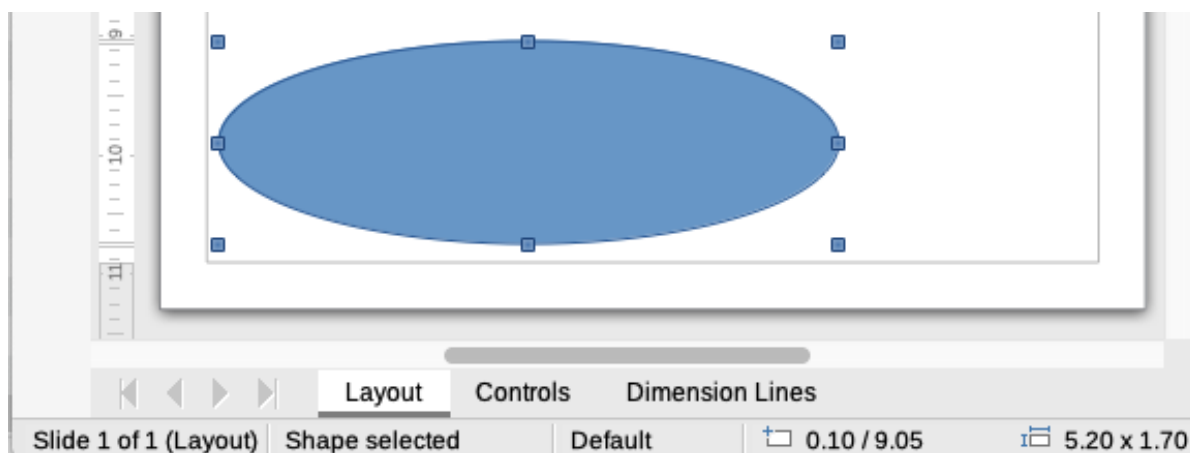 9
10
11
Layout Controls Dimension Lines
Slide 1 of 1 (Layout) Shape selected Default 0.10 / 9.05 5.20 x 1.70